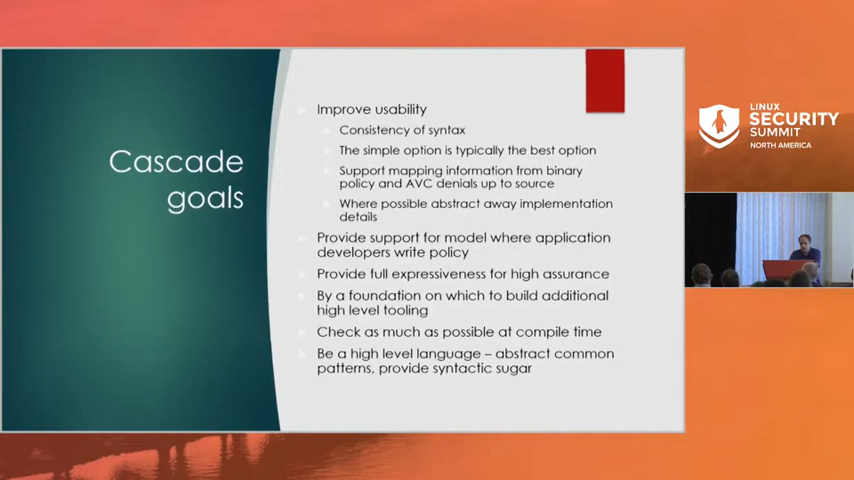 Cascade
goals
Improve usability
Consistency of syntax
The simple option is typically the best option
Support mapping information from binary
policy and AVC denials up to source
Where possible abstract away implementation
details
Provide support for model where application
developers write policy
Provide full expressiveness for high assurance
By a foundation on which to build additional
high level tooling
Check as much as possible at compile time
Be a high level language – abstract common
patterns, provide syntactic sugar
LINUX
SECURITY
SUMMIT
NORTH AMERICA